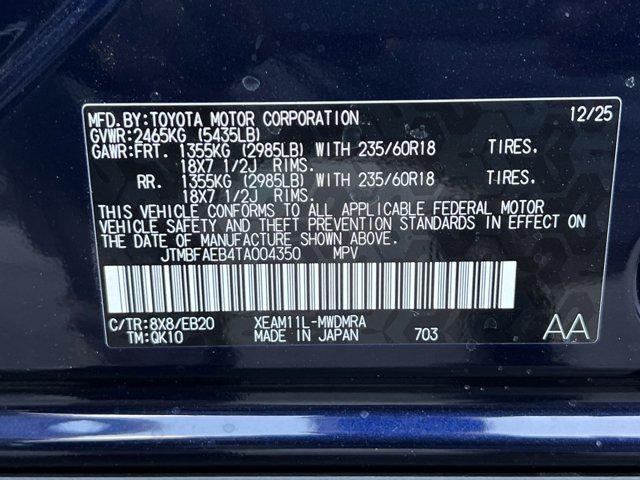 MFD.BY:TOYOTA MOTOR CORPORATION 12/25
GVWR:2465KG (5435LB)
GAWR:FRT. 1355KG (2985LB) WITH 235/60R18 TIRES.
18X7 1/2J RIMS.
RR. 1355KG (2985LB) WITH 235/60R18 TIRES.
18X7 1/2J RIMS.
THIS VEHICLE CONFORMS TO ALL APPLICABLE FEDERAL MOTOR
VEHICLE SAFETY AND THEFT PREVENTION STANDARDS IN EFFECT ON
THE DATE OF MANUFACTURE SHOWN ABOVE.
JTMBFAEB4TA004350 MPV
C/TR:8X8/EB20 XEAM11L-MWDMRA
TM:QK10 MADE IN JAPAN 703 AA